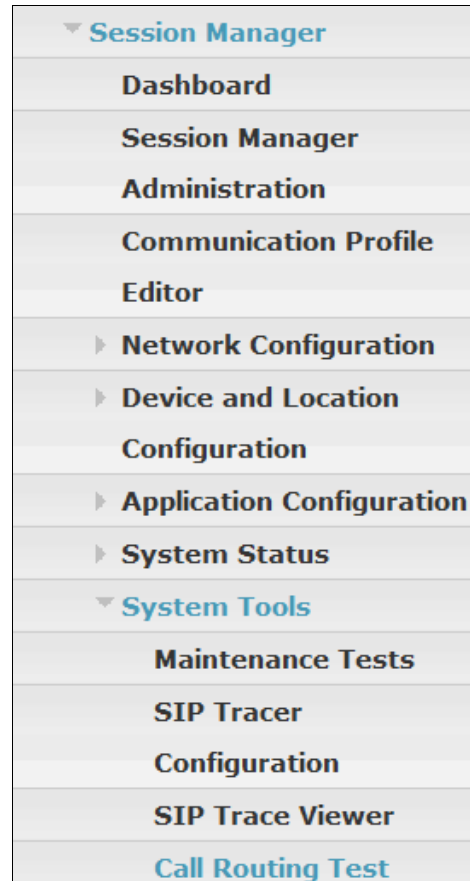 Session Manager
Dashboard
Session Manager
Administration
Communication Profile
Editor
Network Configuration
Device and Location
Configuration
Application Configuration
System Status
System Tools
Maintenance Tests
SIP Tracer
Configuration
SIP Trace Viewer
Call Routing Test